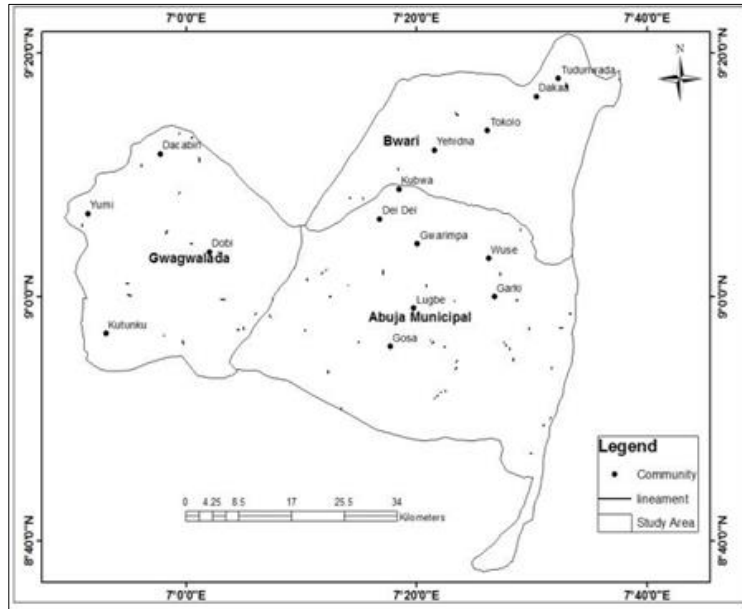 7°0'0"E 7°20'0"E 7°40'0"E
9°20'0"N 9°20'0"N
N
Tudunwada
Dakaa
Tokolo
Bwari
Yehidna
Dacabiri
Kubwa
Yumi
Dei Dei
Gwarimpa
Dobi
Wuse
Gwagwalada
9°0'0"N 9°0'0"N
Garki
Lugbe
Abuja Municipal
Kutunku
Gosa
Legend
Community
lineament
Study Area
0 4.25 8.5 17 25.5 34
Kilometers
8°40'0"N 8°40'0"N
7°0'0"E 7°20'0"E 7°40'0"E